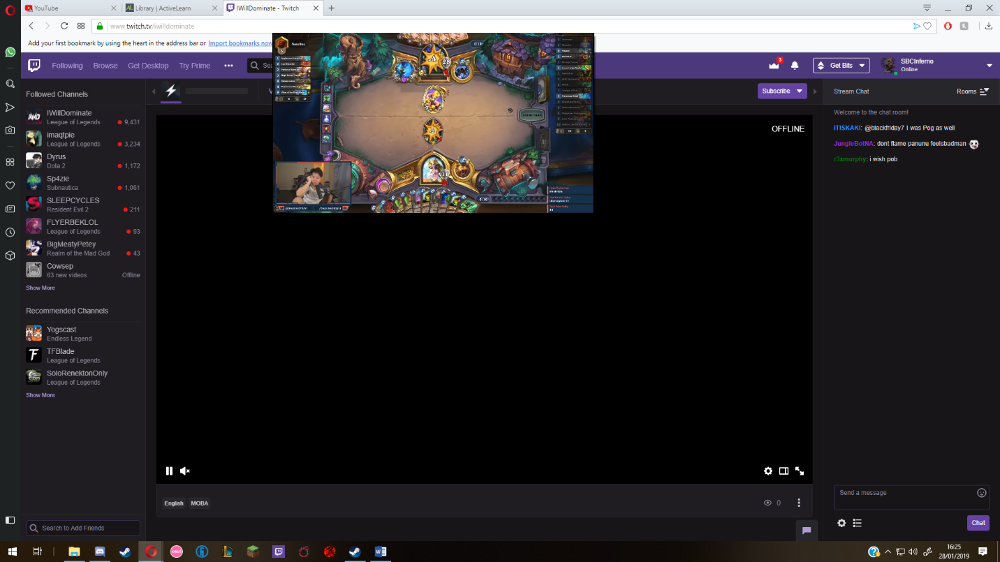 YouTube
Library | ActiveLearn
IWillDominate - Twitch
www.twitch.tv/iwilldominate
Add your first bookmark by using the heart in the address bar or Import bookmarks now
Following Browse Get Desktop Try Prime
3
Get Bits
SBCInferno
Online
Followed Channels
IWillDominate
League of Legends 9,431
imaqtpie
League of Legends 3,234
Dyrus
Dota 2 1,172
Sp4zie
Subnautica 1,061
SLEEPCYCLES
Resident Evil 2 211
FLYERBEKLOL
League of Legends 93
BigMeatyPetey
Realm of the Mad God 43
Cowsep
63 new videos Offline
Show More
Recommended Channels
Yogscast
Endless Legend
TFBlade
League of Legends
SoloRenektonOnly
League of Legends
Show More
Search to Add Friends
-4
28
-5
11
Subscribe
OFFLINE
English MOBA
0
Stream Chat Rooms
Welcome to the chat room!
ITISKAKI: @blackfriday7 I was Pog as well
JungleBotNA: dont flame panunu feelsbadman
r3xmurphy: i wish pob
Send a message
Chat
16:25
28/01/2019